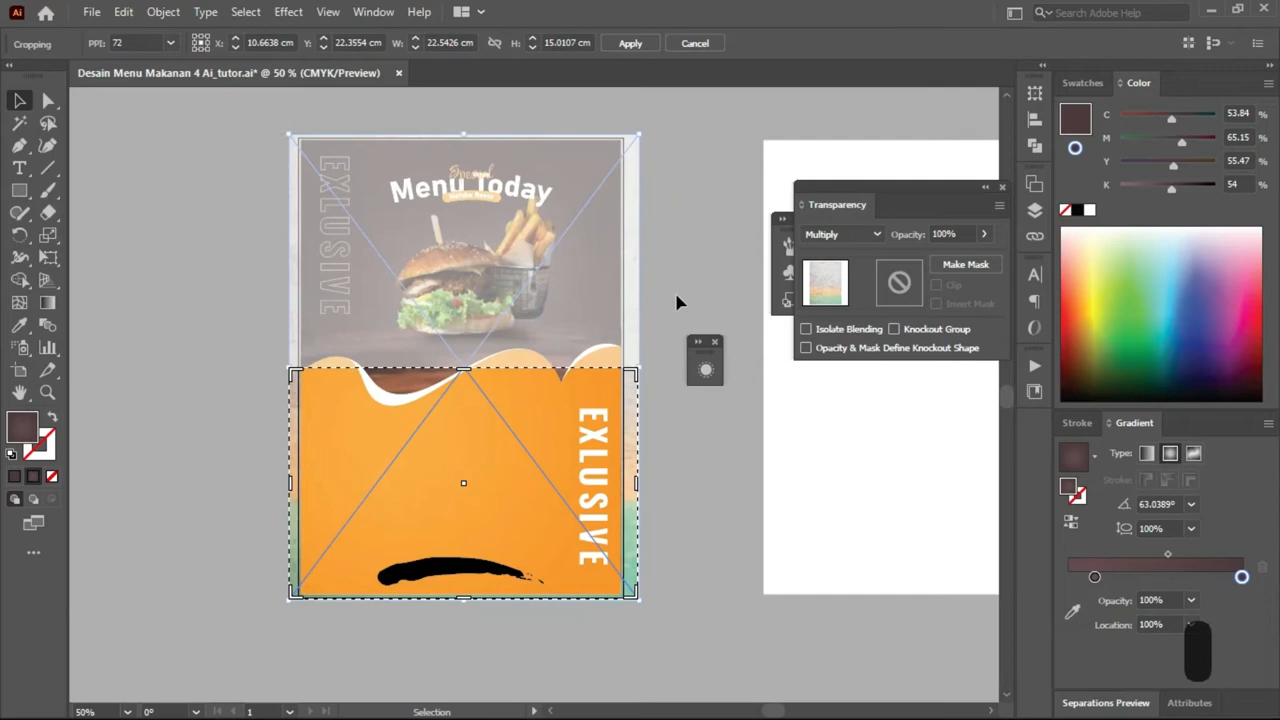 Ai File Edit Object Type Select Effect View Window Help Search Adobe Help
Cropping PPI: 72 X: 10.6638 cm Y: 22.3554 cm W: 22.5426 cm H: 15.0107 cm Apply Cancel
Desain Menu Makanan 4 Ai_tutor.ai* @ 50 % (CMYK/Preview)
Swatches Color
C 53.84
M 65.15
Y 55.47
K 54
EXLUSIVE
Special
Menu Today
Transparency
Multiply Opacity: 100%
Make Mask
Clip
Invert Mask
Isolate Blending Knockout Group
Opacity & Mask Define Knockout Shape
EXLUSIVE
Stroke Gradient
Type:
Stroke:
63.0389°
100%
Opacity: 100%
Location: 100%
50% 0° 1 Selection
Separations Preview Attributes